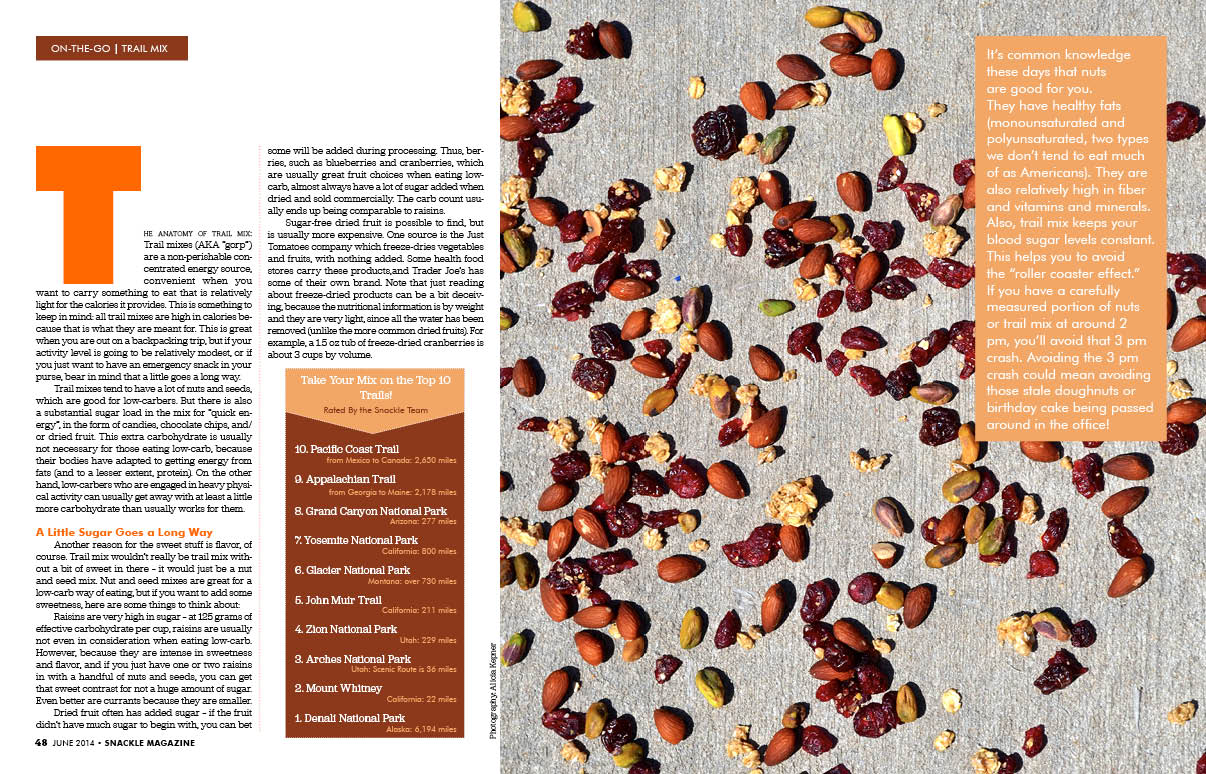 ON-THE-GO | TRAIL MIX
THE ANATOMY OF TRAIL MIX:
Trail mixes (AKA "gorp")
are a non-perishable con-
centrated energy source,
convenient when you
want to carry something to eat that is relatively
light for the calories it provides. This is something to
keep in mind: all trail mixes are high in calories be-
cause that is what they are meant for. This is great
when you are out on a backpacking trip, but if your
activity level is going to be relatively modest, or if
you just want to have an emergency snack in your
purse, bear in mind that a little goes a long way.
Trail mixes tend to have a lot of nuts and seeds,
which are good for low-carbers. But there is also
a substantial sugar load in the mix for "quick en-
ergy", in the form of candies, chocolate chips, and/
or dried fruit. This extra carbohydrate is usually
not necessary for those eating low-carb, because
their bodies have adapted to getting energy from
fats (and to a lesser extent, protein). On the other
hand, low-carbers who are engaged in heavy physi-
cal activity can usually get away with at least a little
more carbohydrate than usually works for them.
A Little Sugar Goes a Long Way
Another reason for the sweet stuff is flavor, of
course. Trail mix wouldn't really be trail mix with-
out a bit of sweet in there – it would just be a nut
and seed mix. Nut and seed mixes are great for a
low-carb way of eating, but if you want to add some
sweetness, here are some things to think about:
Raisins are very high in sugar – at 125 grams of
effective carbohydrate per cup, raisins are usually
not even in consideration when eating low-carb.
However, because they are intense in sweetness
and flavor, and if you just have one or two raisins
in with a handful of nuts and seeds, you can get
that sweet contrast for not a huge amount of sugar.
Even better are currants because they are smaller.
Dried fruit often has added sugar – if the fruit
didn't have much sugar to begin with, you can bet
some will be added during processing. Thus, ber-
ries, such as blueberries and cranberries, which
are usually great fruit choices when eating low-
carb, almost always have a lot of sugar added when
dried and sold commercially. The carb count usu-
ally ends up being comparable to raisins.
Sugar-free dried fruit is possible to find, but
is usually more expensive. One source is the Just
Tomatoes company which freeze-dries vegetables
and fruits, with nothing added. Some health food
stores carry these products,and Trader Joe's has
some of their own brand. Note that just reading
about freeze-dried products can be a bit deceiv-
ing, because the nutritional information is by weight
and they are very light, since all the water has been
removed (unlike the more common dried fruits). For
example, a 1.5 oz tub of freeze-dried cranberries is
about 3 cups by volume.
Take Your Mix on the Top 10
Trails!
Rated By the Snackle Team
10. Pacific Coast Trail
from Mexico to Canada: 2,650 miles
9. Appalachian Trail
from Georgia to Maine: 2,178 miles
8. Grand Canyon National Park
Arizona: 277 miles
7. Yosemite National Park
California: 800 miles
6. Glacier National Park
Montana: over 730 miles
5. John Muir Trail
California: 211 miles
4. Zion National Park
Utah: 229 miles
3. Arches National Park
Utah: Scenic Route is 36 miles
2. Mount Whitney
California: 22 miles
1. Denali National Park
Alaska: 6,194 miles
Photography: Alicia Kepner
48 JUNE 2014 • SNACKLE MAGAZINE
It's common knowledge
these days that nuts
are good for you.
They have healthy fats
(monounsaturated and
polyunsaturated, two types
we don't tend to eat much
of as Americans). They are
also relatively high in fiber
and vitamins and minerals.
Also, trail mix keeps your
blood sugar levels constant.
This helps you to avoid
the "roller coaster effect."
If you have a carefully
measured portion of nuts
or trail mix at around 2
pm, you'll avoid that 3 pm
crash. Avoiding the 3 pm
crash could mean avoiding
those stale doughnuts or
birthday cake being passed
around in the office!